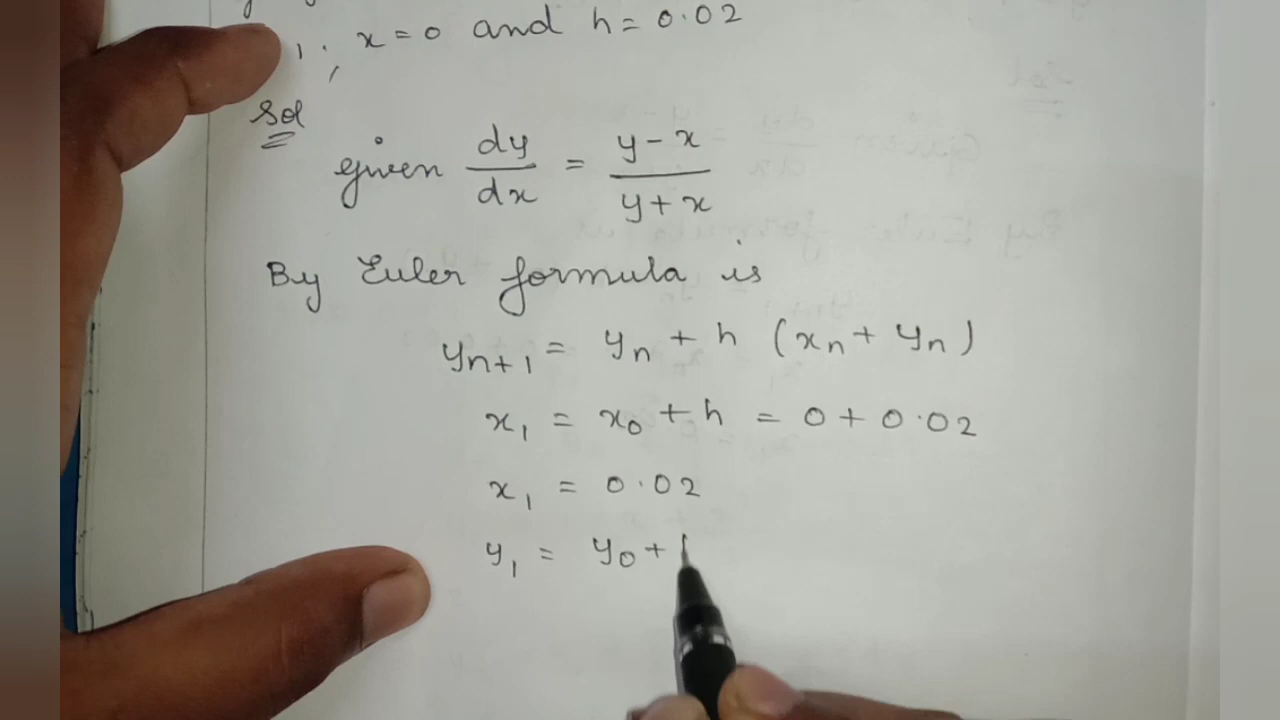 1 ; x = 0 and h = 0.02
Sol
given dy/dx = y - x / y + x
By Euler formula is
yn+1 = yn + h (xn + yn)
x1 = x0 + h = 0 + 0.02
x1 = 0.02
y1 = y0 +